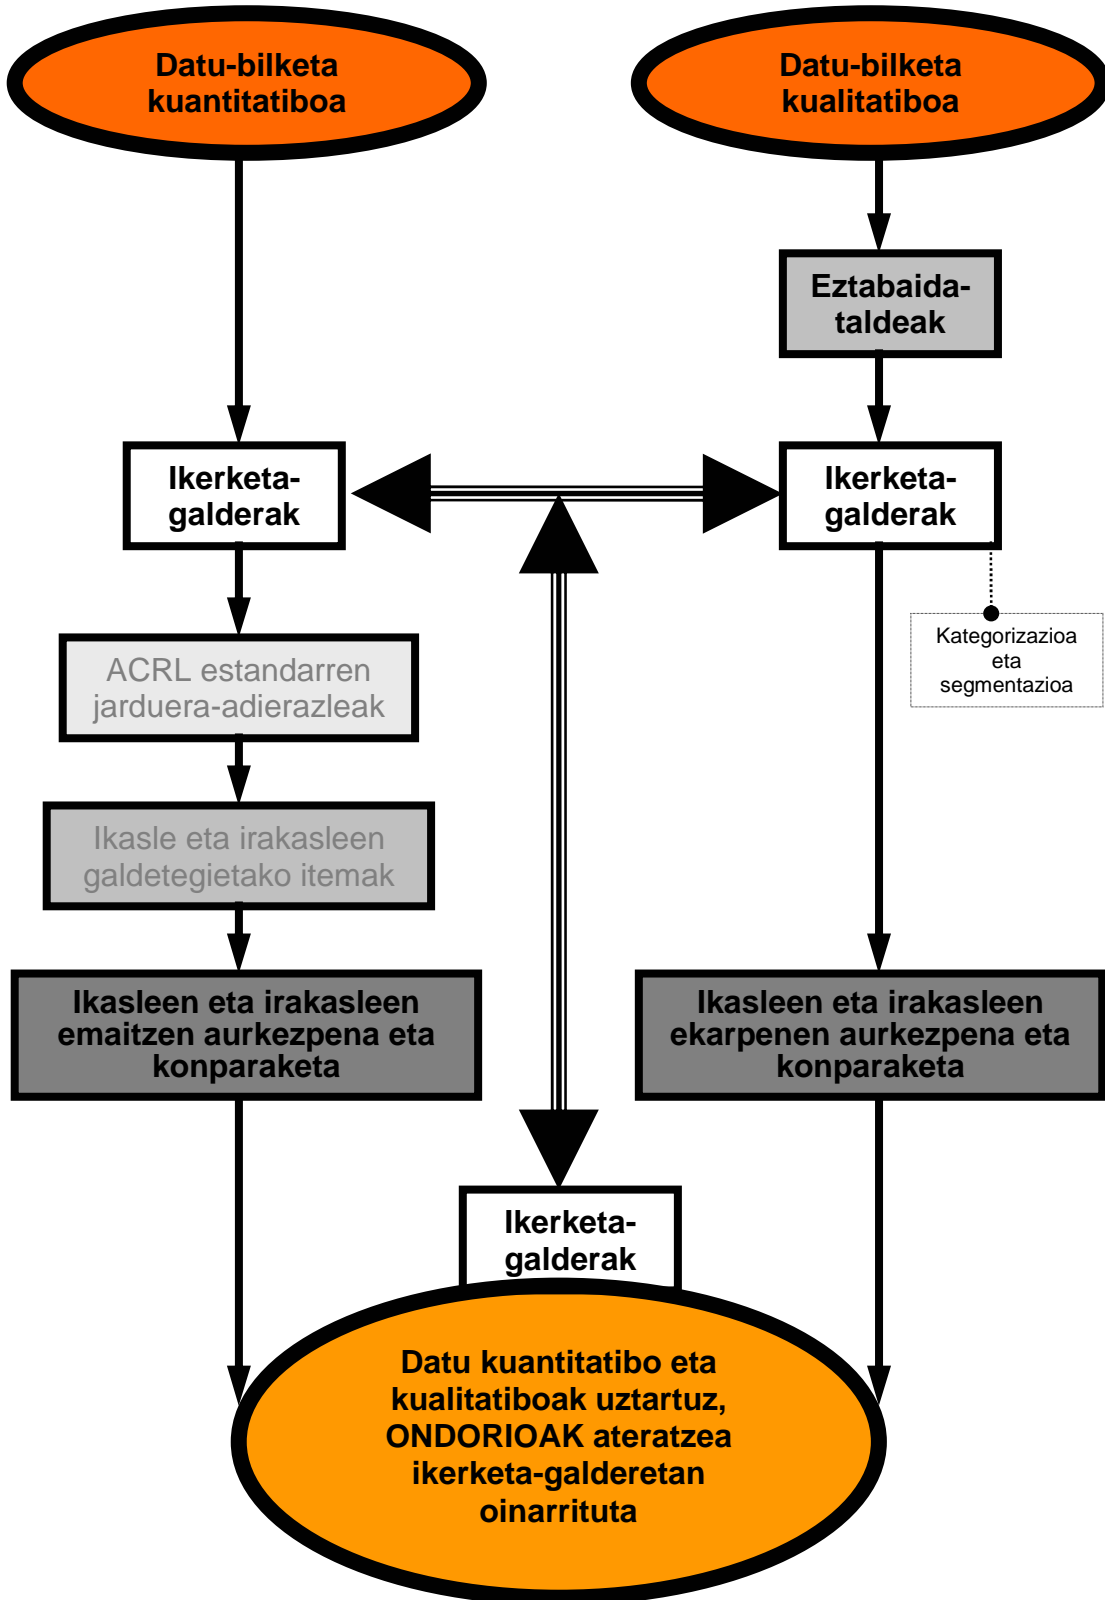 Datu-bilketa
kuantitatiboa
Datu-bilketa
kualitatiboa
Eztabaida-
taldeak
Ikerketa-
galderak
Ikerketa-
galderak
Kategorizazioa
eta
segmentazioa
ACRL estandarren
jarduera-adierazleak
Ikasle eta irakasleen
galdetegietako itemak
Ikasleen eta irakasleen
emaitzen aurkezpena eta
konparaketa
Ikasleen eta irakasleen
ekarpenen aurkezpena eta
konparaketa
Ikerketa-
galderak
Datu kuantitatibo eta
kualitatiboak uztartuz,
ONDORIOAK ateratzea
ikerketa-galderetan
oinarrituta